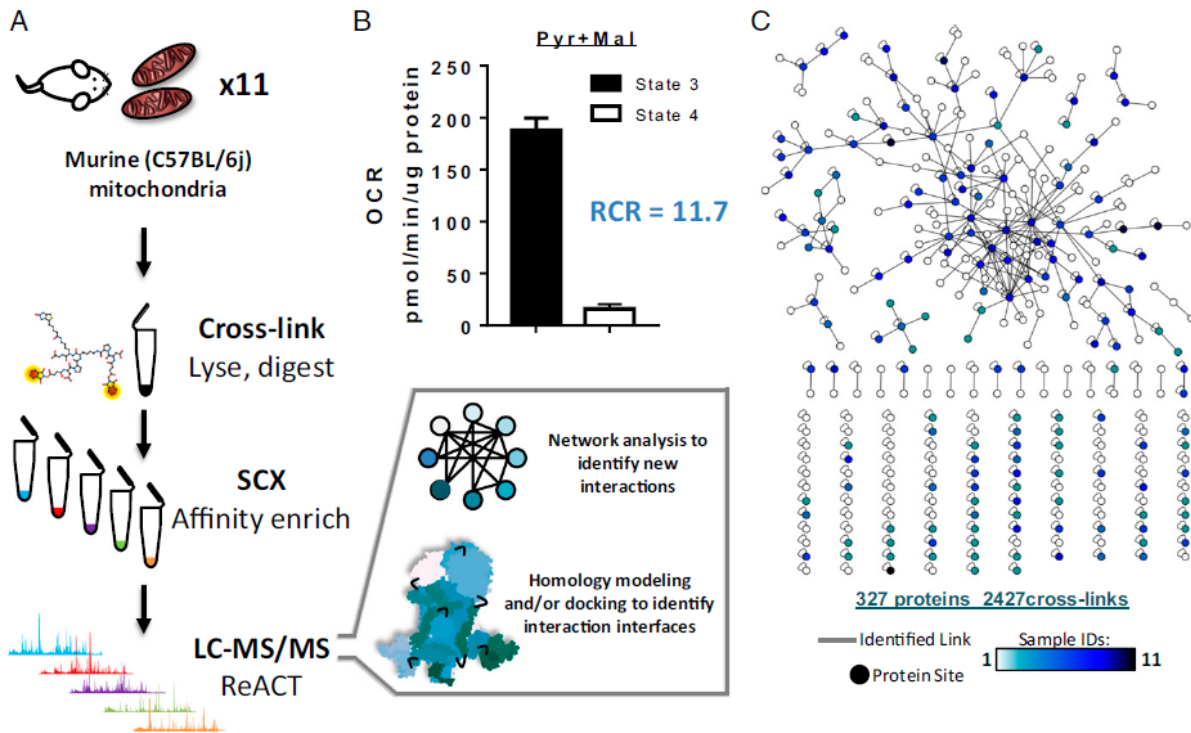 A
x11
Murine (C57BL/6j)
mitochondria
Cross-link
Lyse, digest
SCX
Affinity enrich
LC-MS/MS
ReACT
B
Pyr+Mal
250
200
150
100
50
0
OCR
pmol/min/ug protein
State 3
State 4
RCR = 11.7
Network analysis to
identify new
interactions
Homology modeling
and/or docking to identify
interaction interfaces
C
327 proteins 2427cross-links
Identified Link
Protein Site
Sample IDs:
1 11